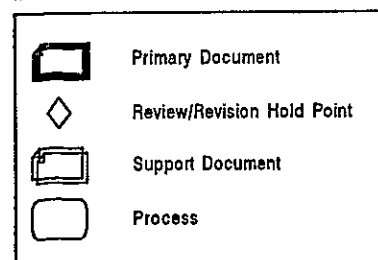 Primary Document
Review/Revision Hold Point
Support Document
Process